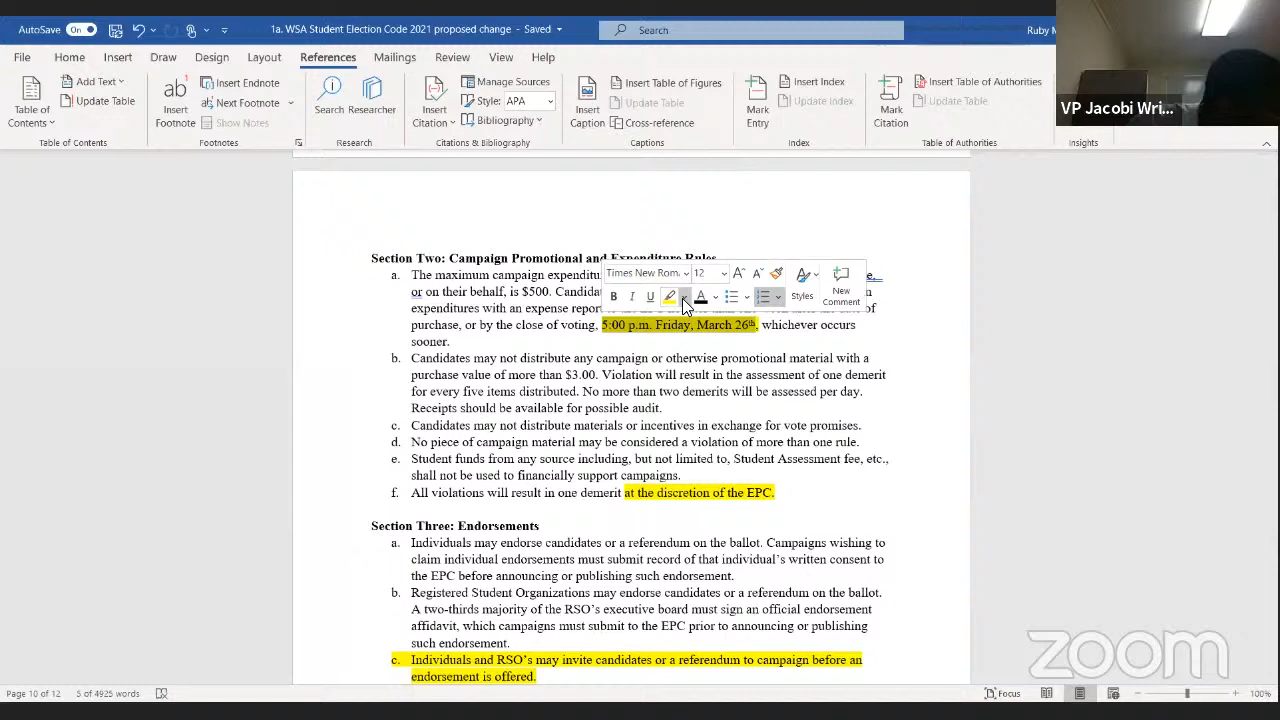 AutoSave On 1a. WSA Student Election Code 2021 proposed change - Saved Search Ruby M
File Home Insert Draw Design Layout References Mailings Review View Help
Table of Contents Add Text Update Table Table of Contents
Insert Footnote Insert Endnote Next Footnote Show Notes Footnotes
Search Researcher Research
Insert Citation Manage Sources Style: APA Bibliography Citations & Bibliography
Insert Caption Insert Table of Figures Update Table Cross-reference Captions
Mark Entry Insert Index Update Index Index
Mark Citation Insert Table of Authorities Update Table Table of Authorities
Insights
VP Jacobi Wri...
Section Two: Campaign Promotional and Expenditure Rules
a. The maximum campaign expenditu
or on their behalf, is $500. Candida
expenditures with an expense repor of
purchase, or by the close of voting, 5:00 p.m. Friday, March 26th, whichever occurs
sooner.
Times New Rom. 12 A A Styles New Comment
B I U A
b. Candidates may not distribute any campaign or otherwise promotional material with a
purchase value of more than $3.00. Violation will result in the assessment of one demerit
for every five items distributed. No more than two demerits will be assessed per day.
Receipts should be available for possible audit.
c. Candidates may not distribute materials or incentives in exchange for vote promises.
d. No piece of campaign material may be considered a violation of more than one rule.
e. Student funds from any source including, but not limited to, Student Assessment fee, etc.,
shall not be used to financially support campaigns.
f. All violations will result in one demerit at the discretion of the EPC.
Section Three: Endorsements
a. Individuals may endorse candidates or a referendum on the ballot. Campaigns wishing to
claim individual endorsements must submit record of that individual's written consent to
the EPC before announcing or publishing such endorsement.
b. Registered Student Organizations may endorse candidates or a referendum on the ballot.
A two-thirds majority of the RSO's executive board must sign an official endorsement
affidavit, which campaigns must submit to the EPC prior to announcing or publishing
such endorsement.
c. Individuals and RSO's may invite candidates or a referendum to campaign before an
endorsement is offered.
zoom
Page 10 of 12 5 of 4925 words Focus 100%